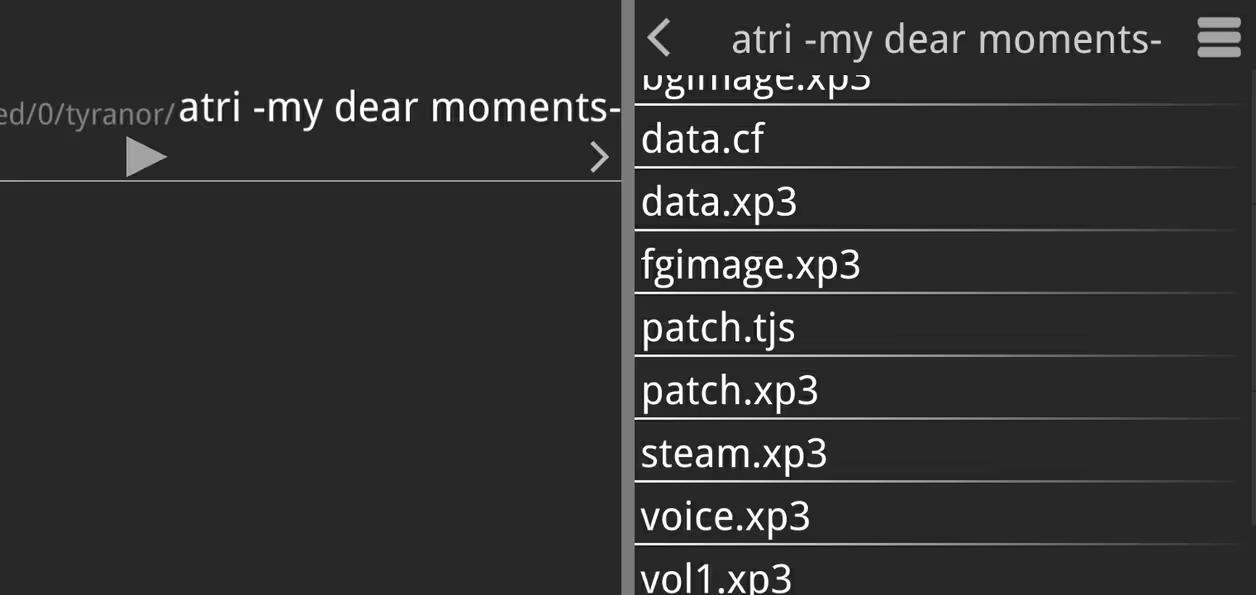 ed/0/tyranor/atri -my dear moments-
atri -my dear moments-
bgimage.xp3
data.cf
data.xp3
fgimage.xp3
patch.tjs
patch.xp3
steam.xp3
voice.xp3
vol1.xp3